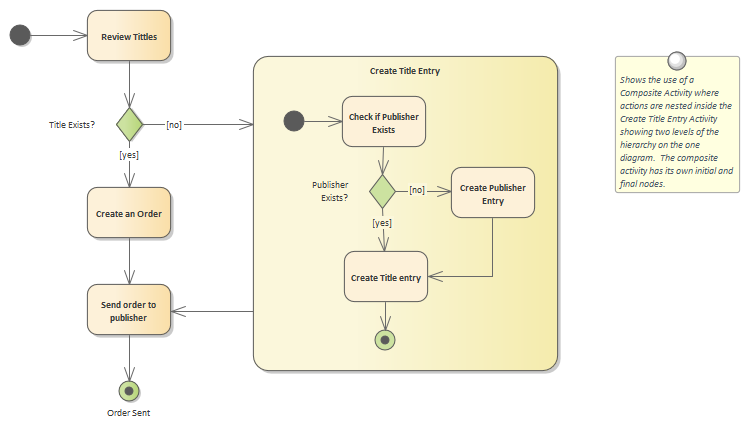 Review Tittles
Title Exists?
[no]
[yes]
Create an Order
Send order to
publisher
Order Sent
Create Title Entry
Check if Publisher
Exists
Publisher
Exists?
[no]
Create Publisher
Entry
[yes]
Create Title entry
Shows the use of a
Composite Activity where
actions are nested inside the
Create Title Entry Activity
showing two levels of the
hierarchy on the one
diagram. The composite
activity has its own initial and
final nodes.